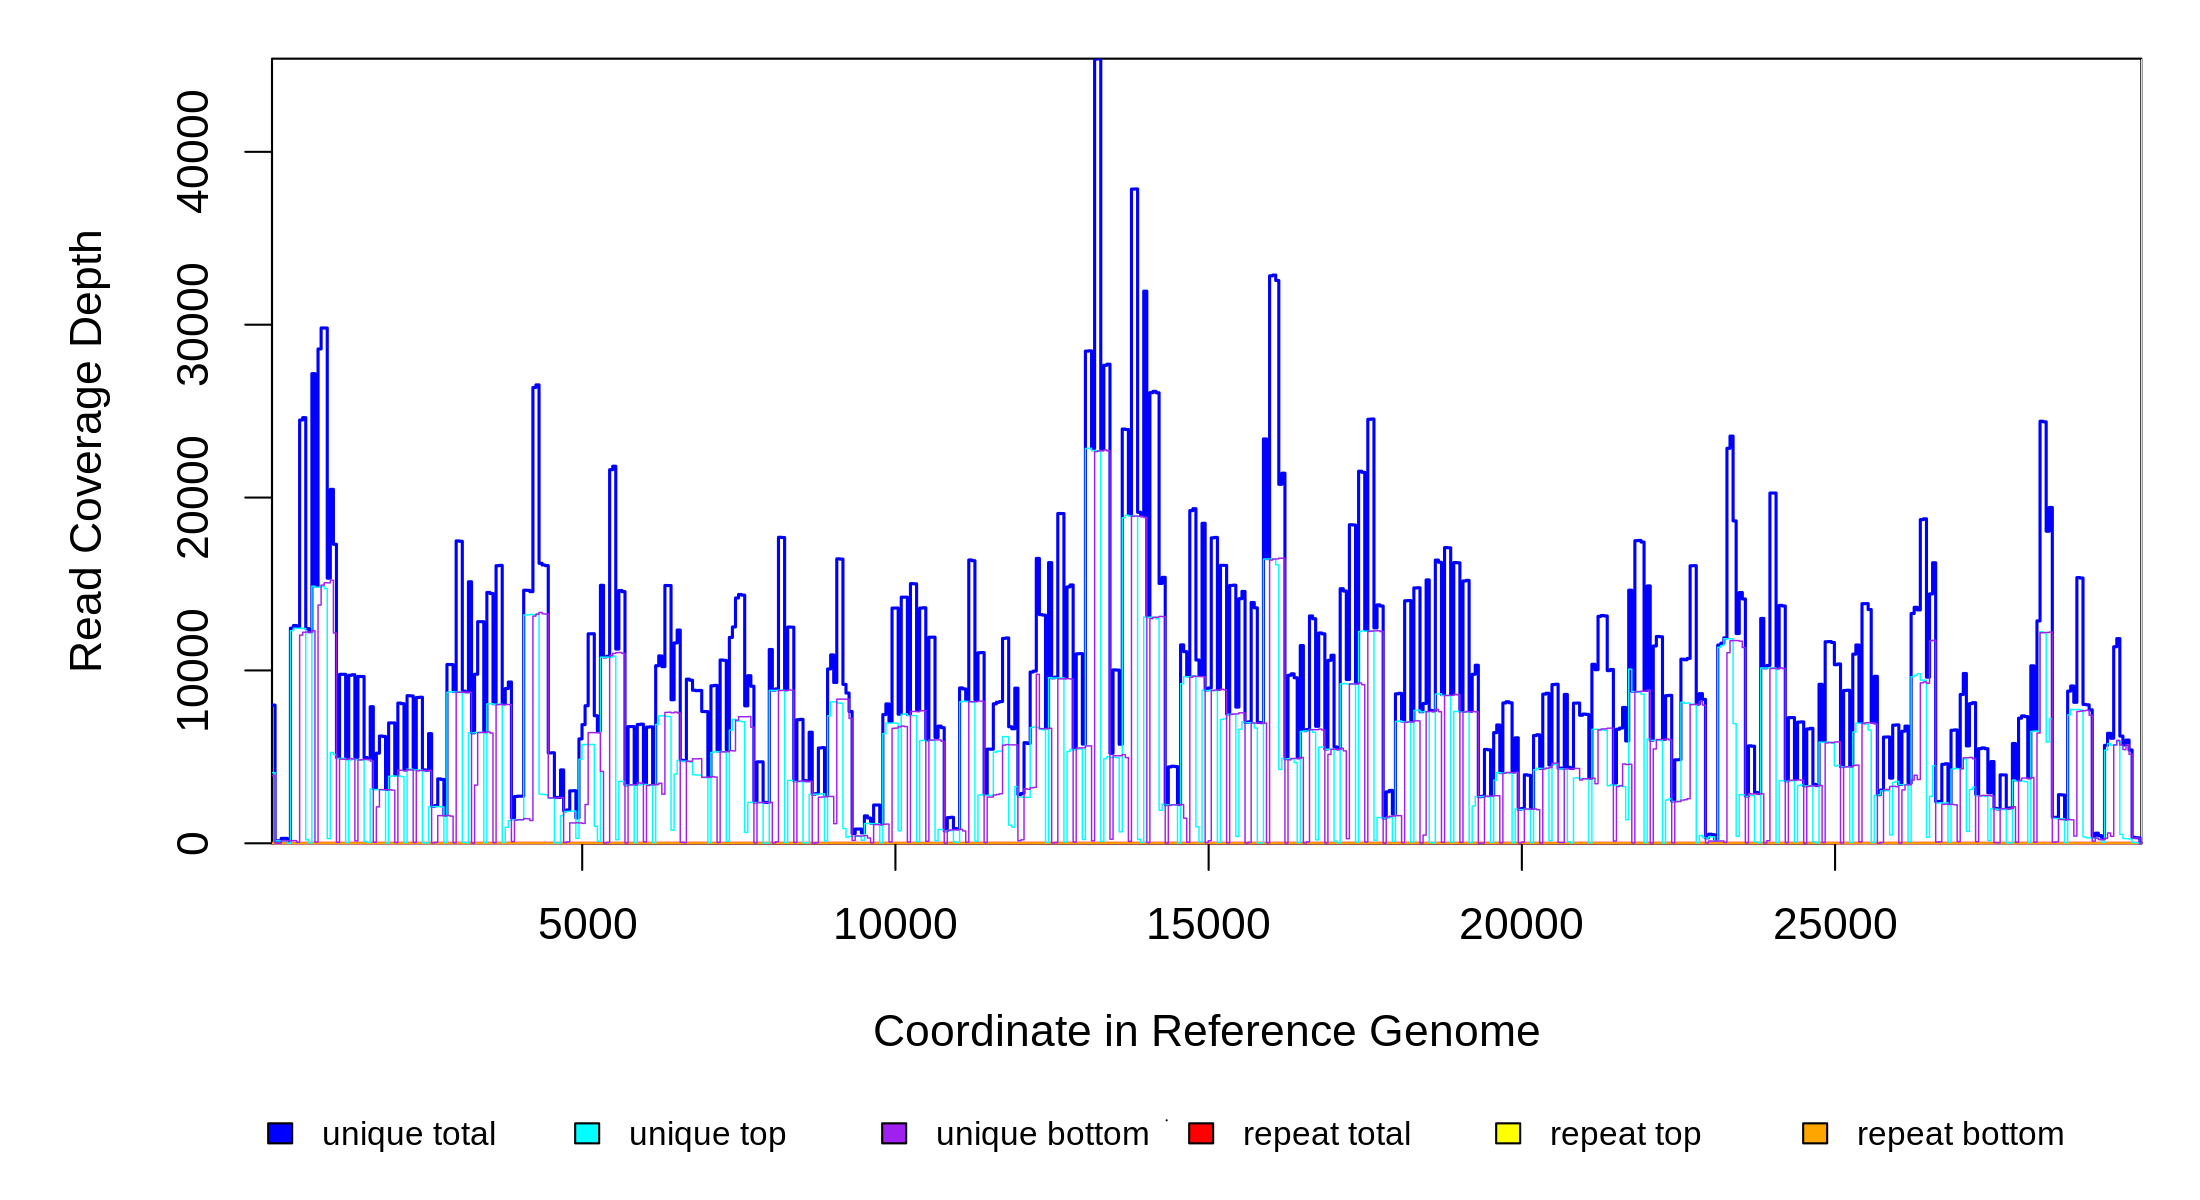 Read Coverage Depth
40000
30000
20000
10000
0
5000 10000 15000 20000 25000
Coordinate in Reference Genome
unique total unique top unique bottom repeat total repeat top repeat bottom